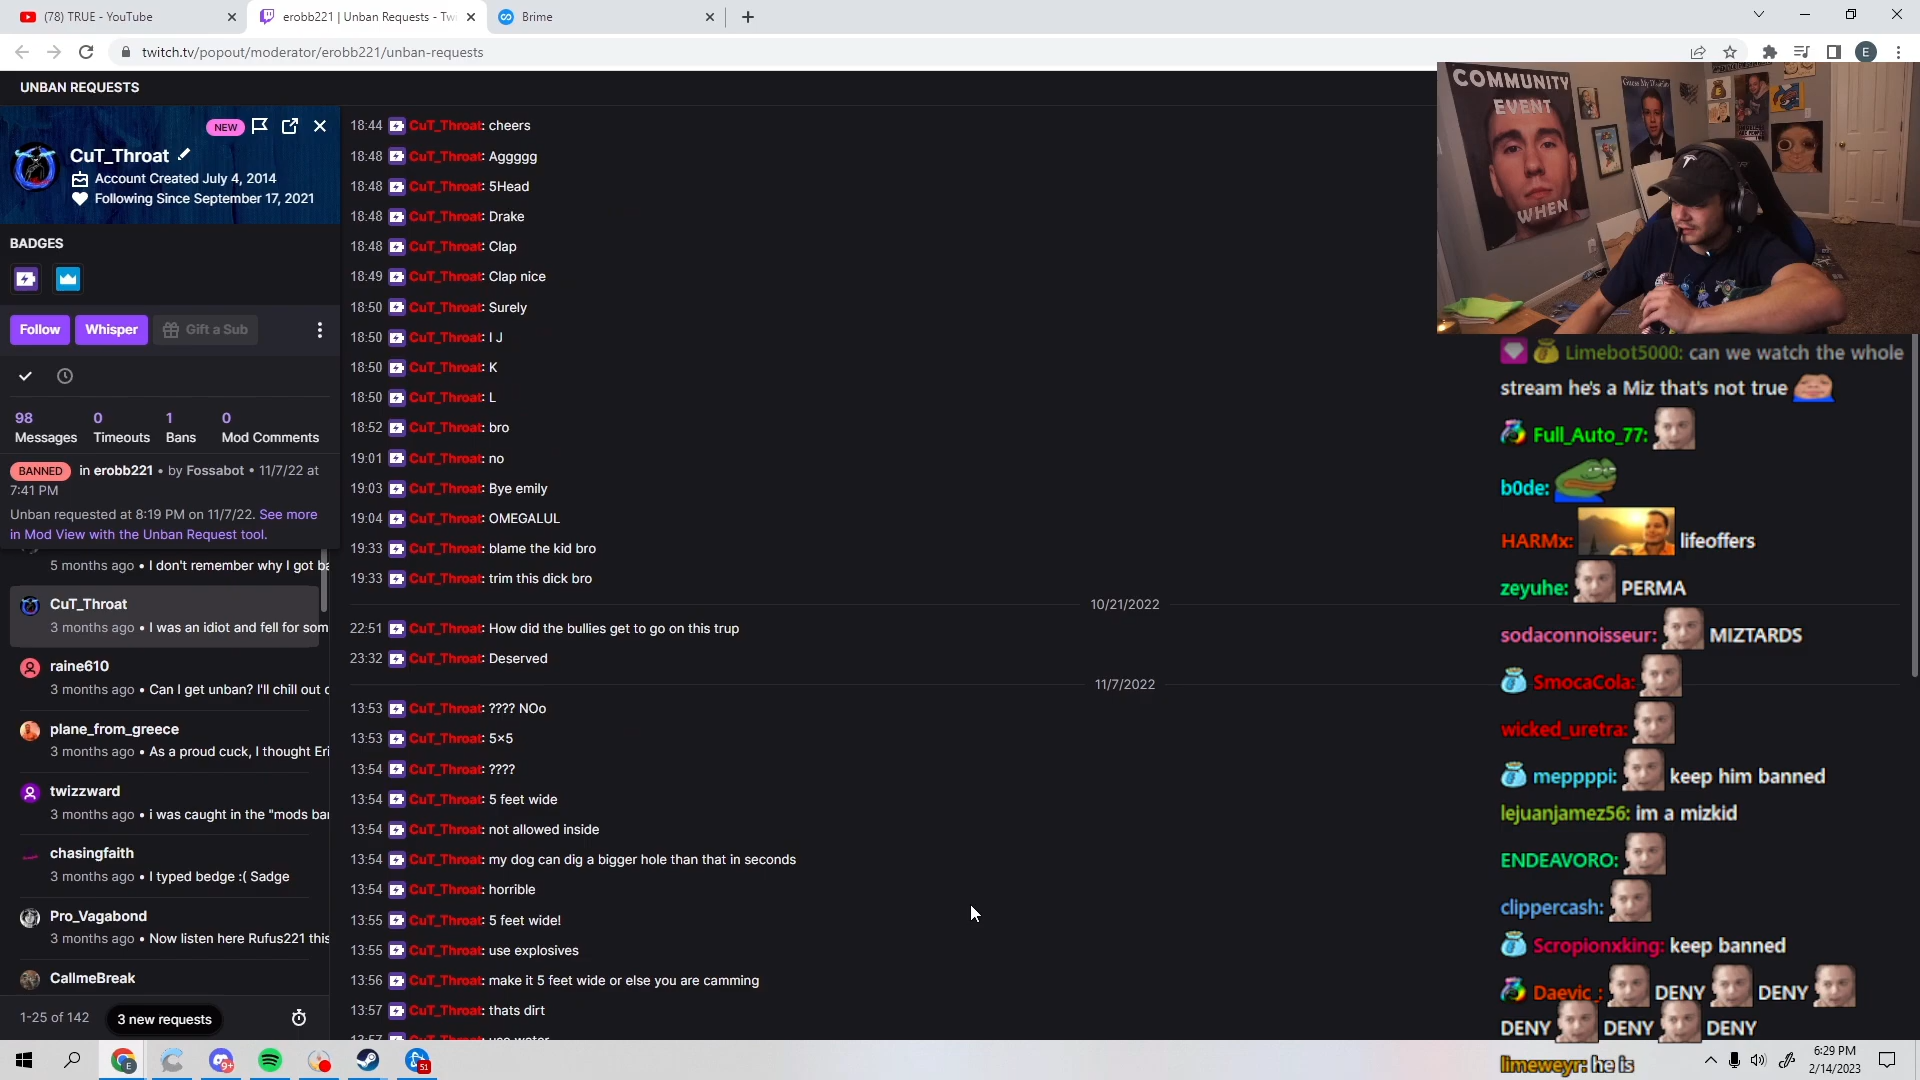 (78) TRUE - YouTube
erobb221 | Unban Requests - Tw
Brime
twitch.tv/popout/moderator/erobb221/unban-requests
E
UNBAN REQUESTS
NEW
CuT_Throat
Account Created July 4, 2014
Following Since September 17, 2021
BADGES
Follow
Whisper
Gift a Sub
98
0
1
0
Messages
Timeouts
Bans
Mod Comments
BANNED in erobb221 • by Fossabot • 11/7/22 at
7:41 PM
Unban requested at 8:19 PM on 11/7/22. See more
in Mod View with the Unban Request tool.
5 months ago • I don't remember why I got ba
CuT_Throat
3 months ago • I was an idiot and fell for som
raine610
3 months ago • Can I get unban? I'll chill out
plane_from_greece
3 months ago • As a proud cuck, I thought Eri
twizzward
3 months ago • i was caught in the "mods ba
chasingfaith
3 months ago • I typed bedge :( Sadge
Pro_Vagabond
3 months ago • Now listen here Rufus221 this
CallmeBreak
1-25 of 142
3 new requests
18:44 CuT_Throat: cheers
18:48 CuT_Throat: Aggggg
18:48 CuT_Throat: 5Head
18:48 CuT_Throat: Drake
18:48 CuT_Throat: Clap
18:49 CuT_Throat: Clap nice
18:50 CuT_Throat: Surely
18:50 CuT_Throat: I J
18:50 CuT_Throat: K
18:50 CuT_Throat: L
18:52 CuT_Throat: bro
19:01 CuT_Throat: no
19:03 CuT_Throat: Bye emily
19:04 CuT_Throat: OMEGALUL
19:33 CuT_Throat: blame the kid bro
19:33 CuT_Throat: trim this dick bro
10/21/2022
22:51 CuT_Throat: How did the bullies get to go on this trup
23:32 CuT_Throat: Deserved
11/7/2022
13:53 CuT_Throat: ???? NOo
13:53 CuT_Throat: 5×5
13:54 CuT_Throat: ????
13:54 CuT_Throat: 5 feet wide
13:54 CuT_Throat: not allowed inside
13:54 CuT_Throat: my dog can dig a bigger hole than that in seconds
13:54 CuT_Throat: horrible
13:55 CuT_Throat: 5 feet wide!
13:55 CuT_Throat: use explosives
13:56 CuT_Throat: make it 5 feet wide or else you are camming
13:57 CuT_Throat: thats dirt
13:57 CuT_Throat: use water
COMMUNITY
EVENT
WHEN
Limebot5000: can we watch the whole
stream he's a Miz that's not true
Full_Auto_77:
b0de:
HARMx: lifeoffers
zeyuhe: PERMA
sodaconnoisseur: MIZTARDS
SmocaCola:
wicked_uretra:
meppppi: keep him banned
lejuanjamez56: im a mizkid
ENDEAVORO:
clippercash:
Scropionxking: keep banned
Daevic_: DENY DENY
DENY DENY DENY
limeweyr: he is
9+
51
6:29 PM
2/14/2023